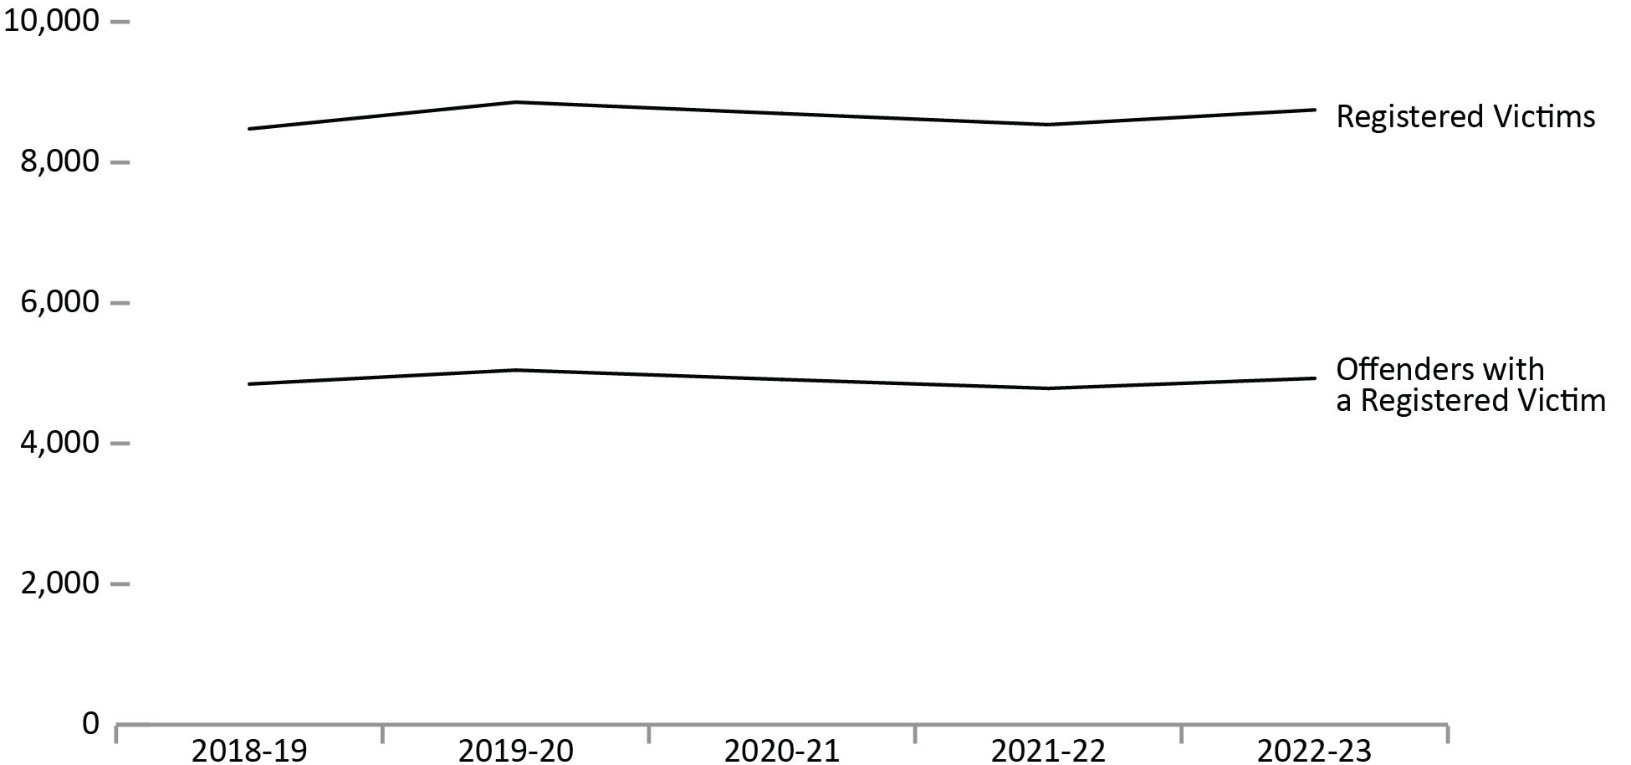 10,000
8,000
6,000
4,000
2,000
0
Registered Victims
Offenders with
a Registered Victim
2018-19 2019-20 2020-21 2021-22 2022-23